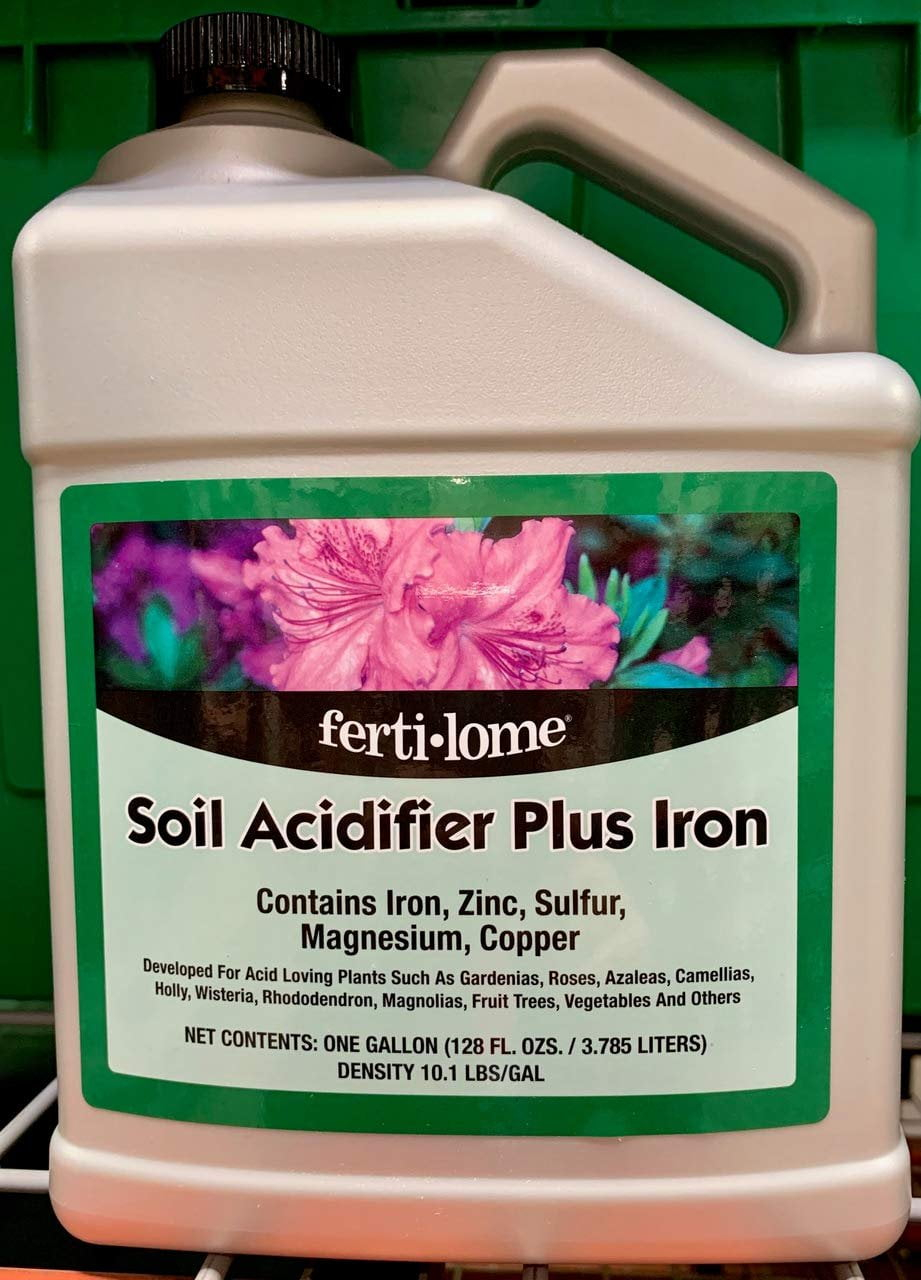 ferti•lome®
Soil Acidifier Plus Iron
Contains Iron, Zinc, Sulfur,
Magnesium, Copper
Developed For Acid Loving Plants Such As Gardenias, Roses, Azaleas, Camellias,
Holly, Wisteria, Rhododendron, Magnolias, Fruit Trees, Vegetables And Others
NET CONTENTS: ONE GALLON (128 FL. OZS. / 3.785 LITERS)
DENSITY 10.1 LBS/GAL